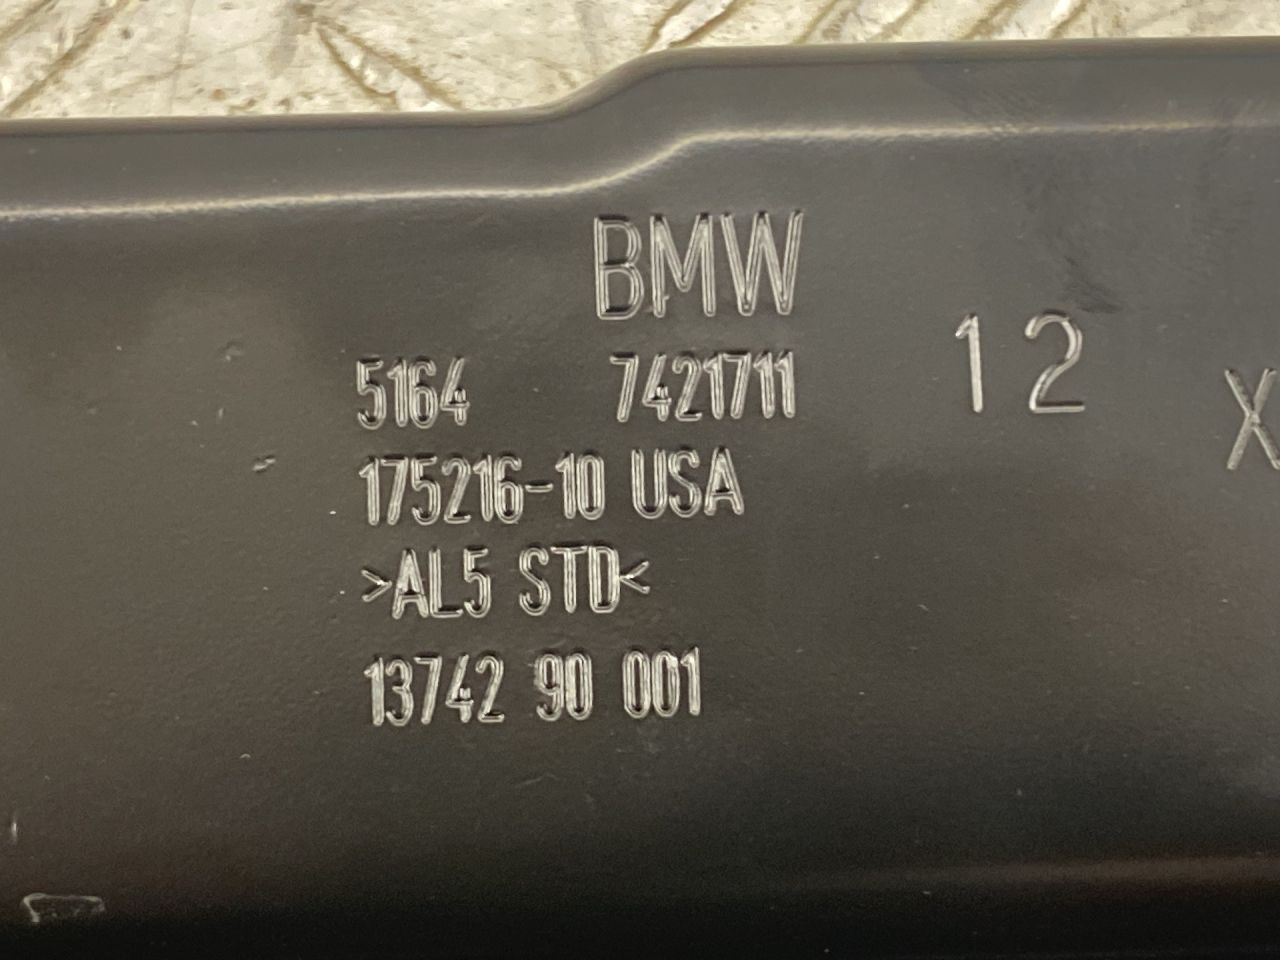 BMW
5164 7421711
12
X
175216-10 USA
>AL5 STD<
13742 90 001